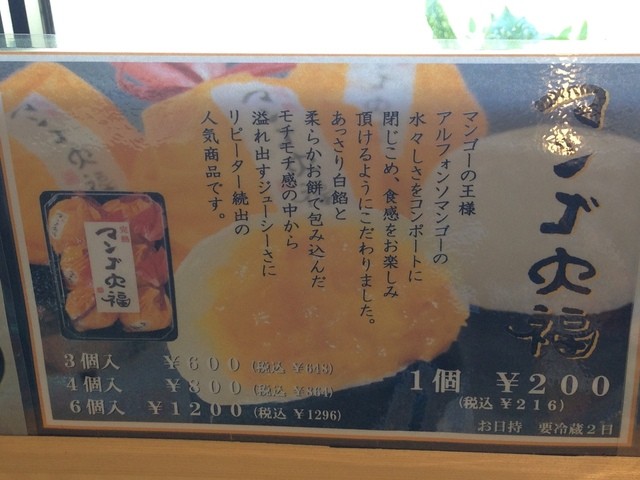 マンゴ大福
マンゴーの王様
アルフォンソマンゴーの
水々しさをコンポートに
閉じこめ、食感をお楽しみ
頂けるようにこだわりました。
あっさり白餡と
柔らかお餅で包み込んだ
モチモチ感の中から
溢れ出すジューシーさに
リピーター続出の
人気商品です。
完熟
マンゴ大福
3個入 ¥600 (税込 ¥648)
4個入 ¥800 (税込 ¥864)
6個入 ¥1200 (税込 ¥1296)
1個 ¥200
(税込 ¥216)
お日持 要冷蔵2日